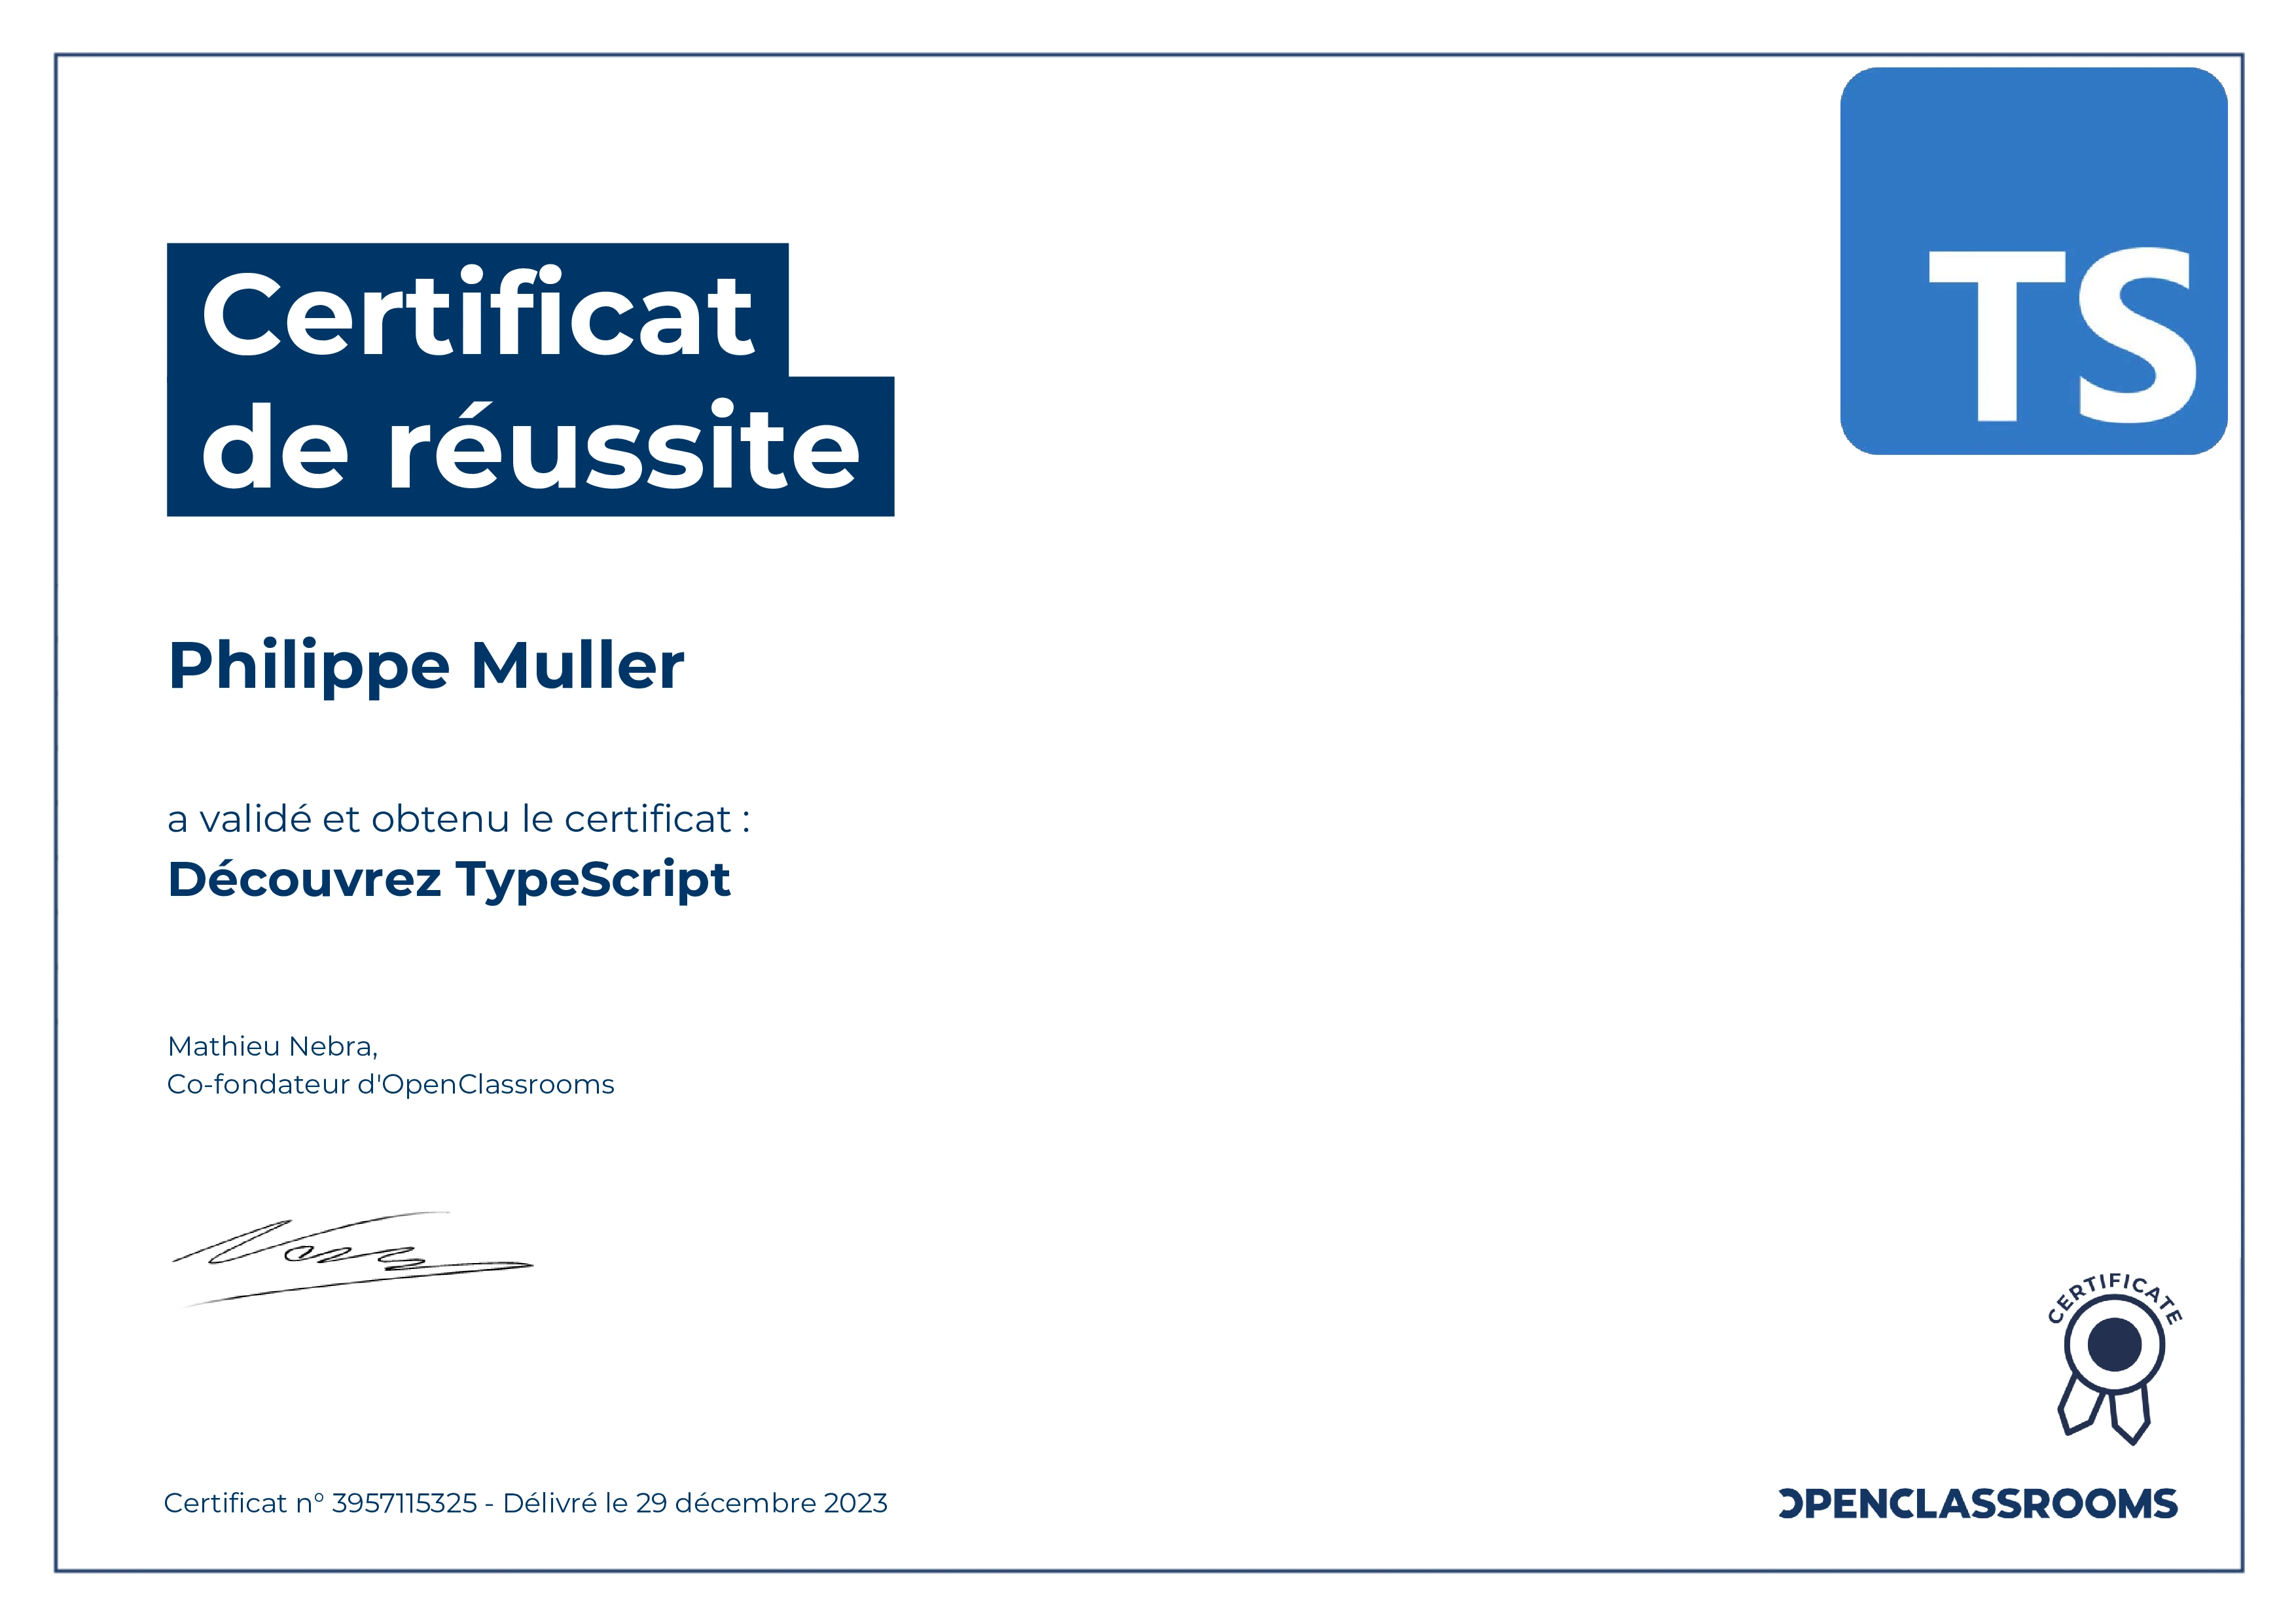 TS
Certificat
de réussite
Philippe Muller
a validé et obtenu le certificat :
Découvrez TypeScript
Mathieu Nebra,
Co-fondateur d'OpenClassrooms
CERTIFICATE
Certificat n° 3957115325 - Délivré le 29 décembre 2023
OPENCLASSROOMS